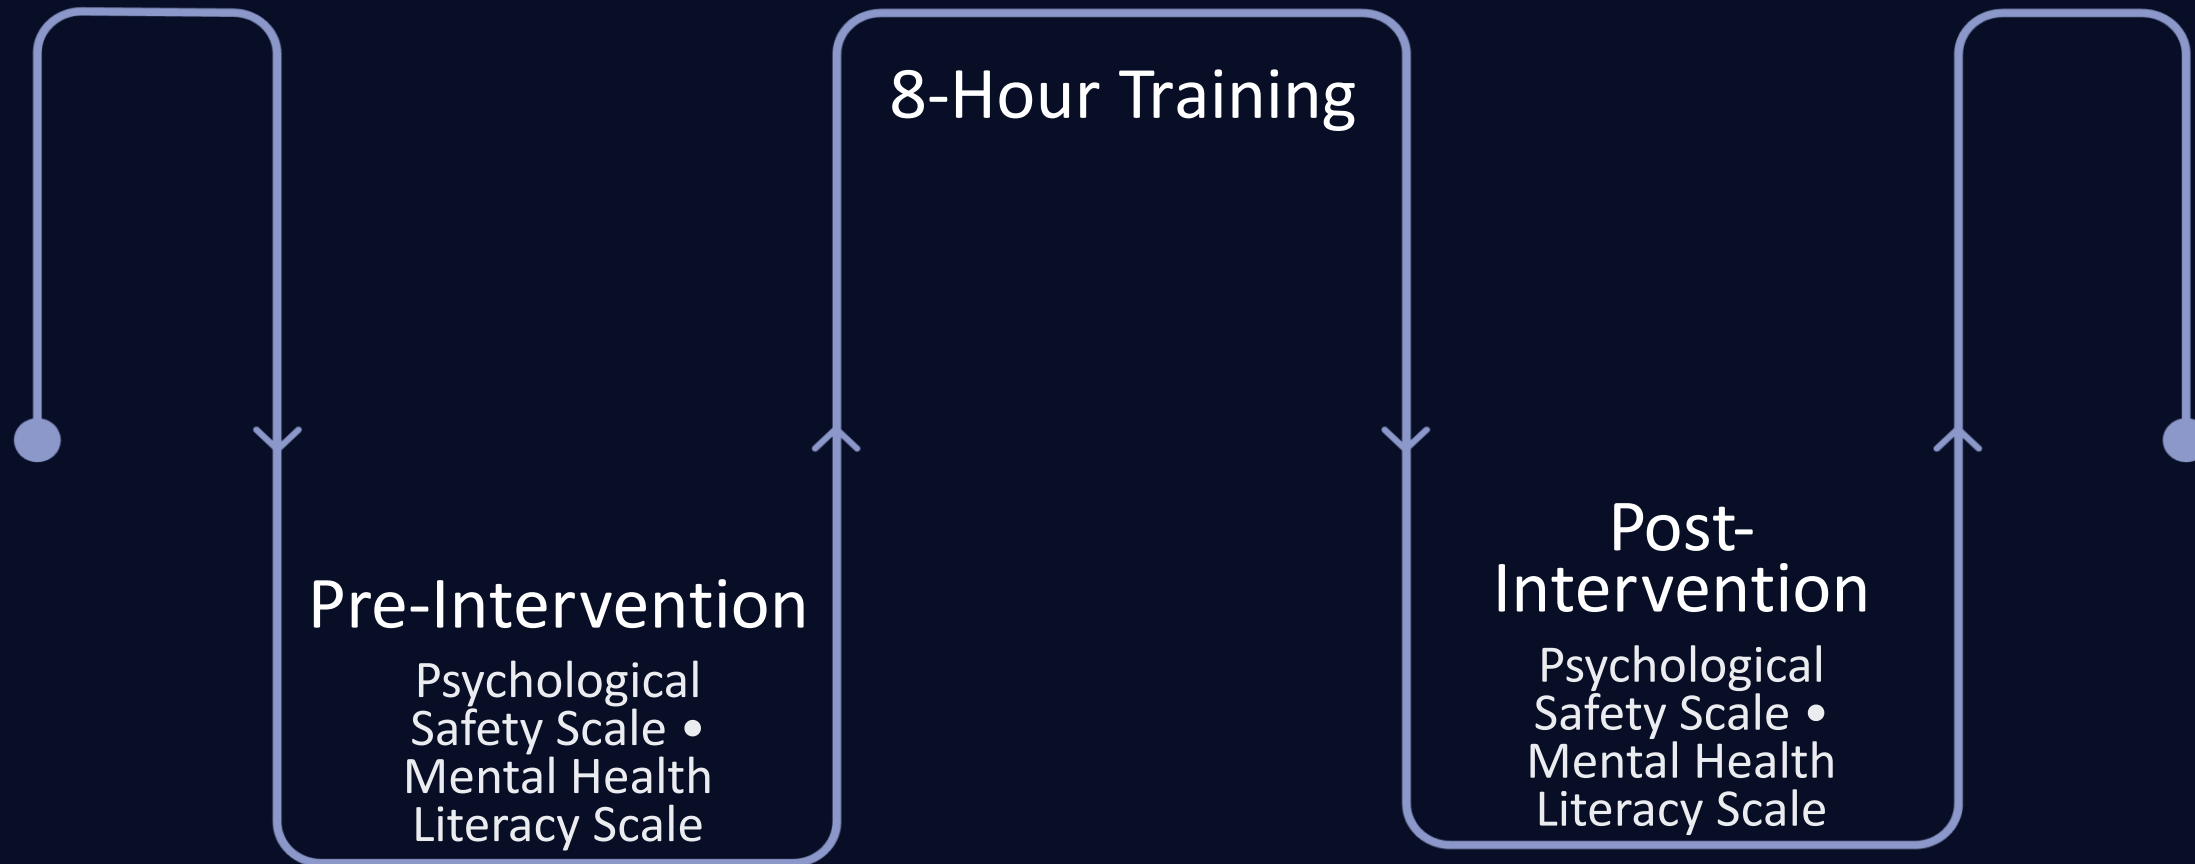 8-Hour Training
Pre-Intervention
Psychological
Safety Scale •
Mental Health
Literacy Scale
Post-
Intervention
Psychological
Safety Scale •
Mental Health
Literacy Scale